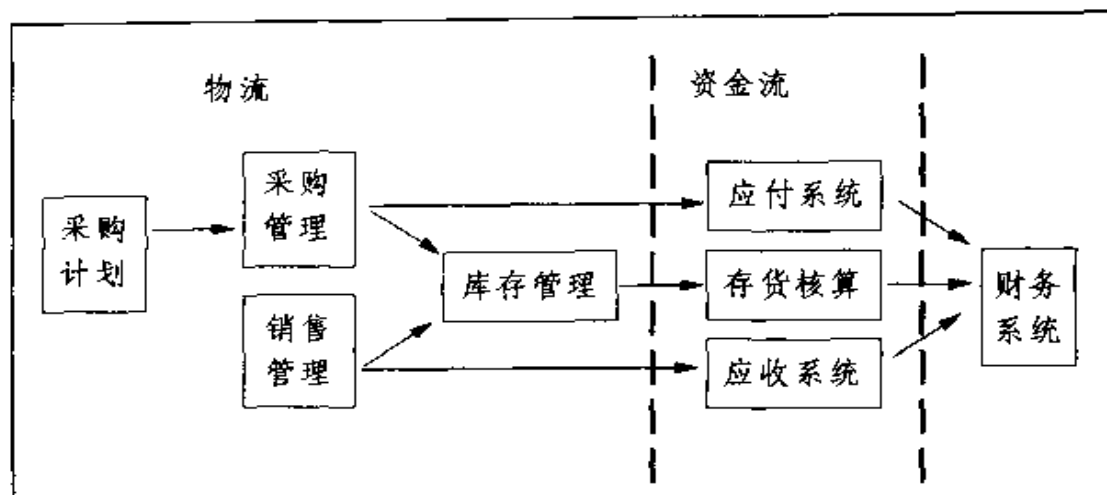 物流
资金流
采购
计划
采购
管理
销售
管理
库存管理
应付系统
存货核算
应收系统
财务
系统